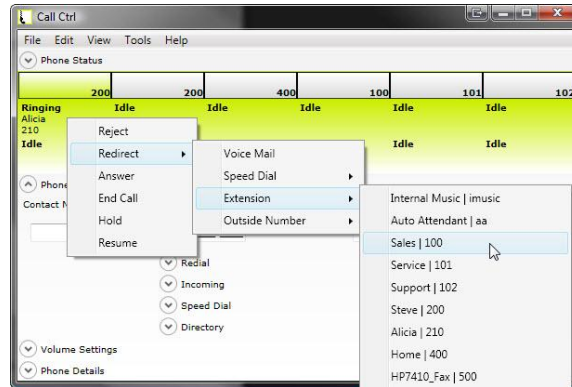 Call Ctrl
File Edit View Tools Help
Phone Status
200 200 400 100 101 102
Ringing Idle Idle Idle Idle Idle
Alicia
210
Idle Idle Idle
Reject
Redirect
Answer
End Call
Hold
Resume
Voice Mail
Speed Dial
Extension
Outside Number
Internal Music | imusic
Auto Attendant | aa
Sales | 100
Service | 101
Support | 102
Steve | 200
Alicia | 210
Home | 400
HP7410_Fax | 500
Phone
Contact N
Redial
Incoming
Speed Dial
Directory
Volume Settings
Phone Details